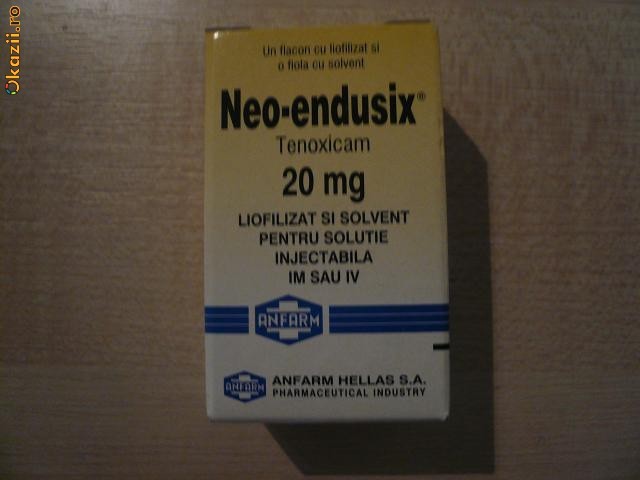 Okazii.ro
Un flacon cu liofilizat si
o fiola cu solvent
Neo-endusix®
Tenoxicam
20 mg
LIOFILIZAT SI SOLVENT
PENTRU SOLUTIE
INJECTABILA
IM SAU IV
ANFARM
ANFARM
ANFARM HELLAS S.A.
PHARMACEUTICAL INDUSTRY